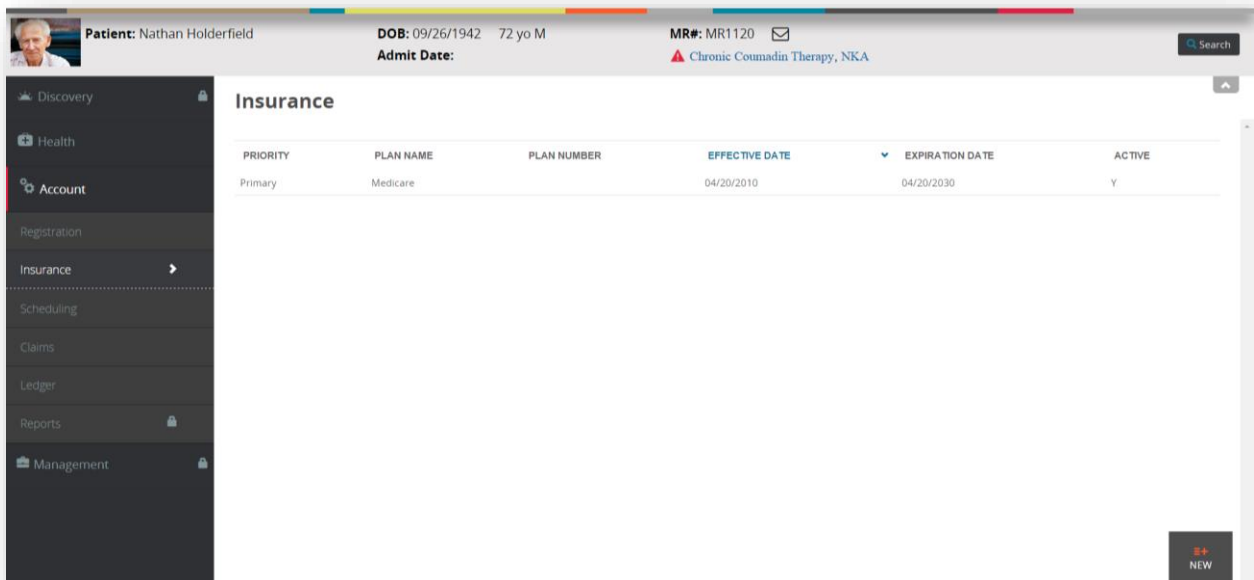 Patient: Nathan Holderfield DOB: 09/26/1942 72 yo M MR#: MR1120
Admit Date: Chronic Coumadin Therapy, NKA
Search
Discovery
Health
Account
Registration
Insurance
Scheduling
Claims
Ledger
Reports
Management
Insurance
PRIORITY PLAN NAME PLAN NUMBER EFFECTIVE DATE EXPIRATION DATE ACTIVE
Primary Medicare 04/20/2010 04/20/2030 Y
NEW